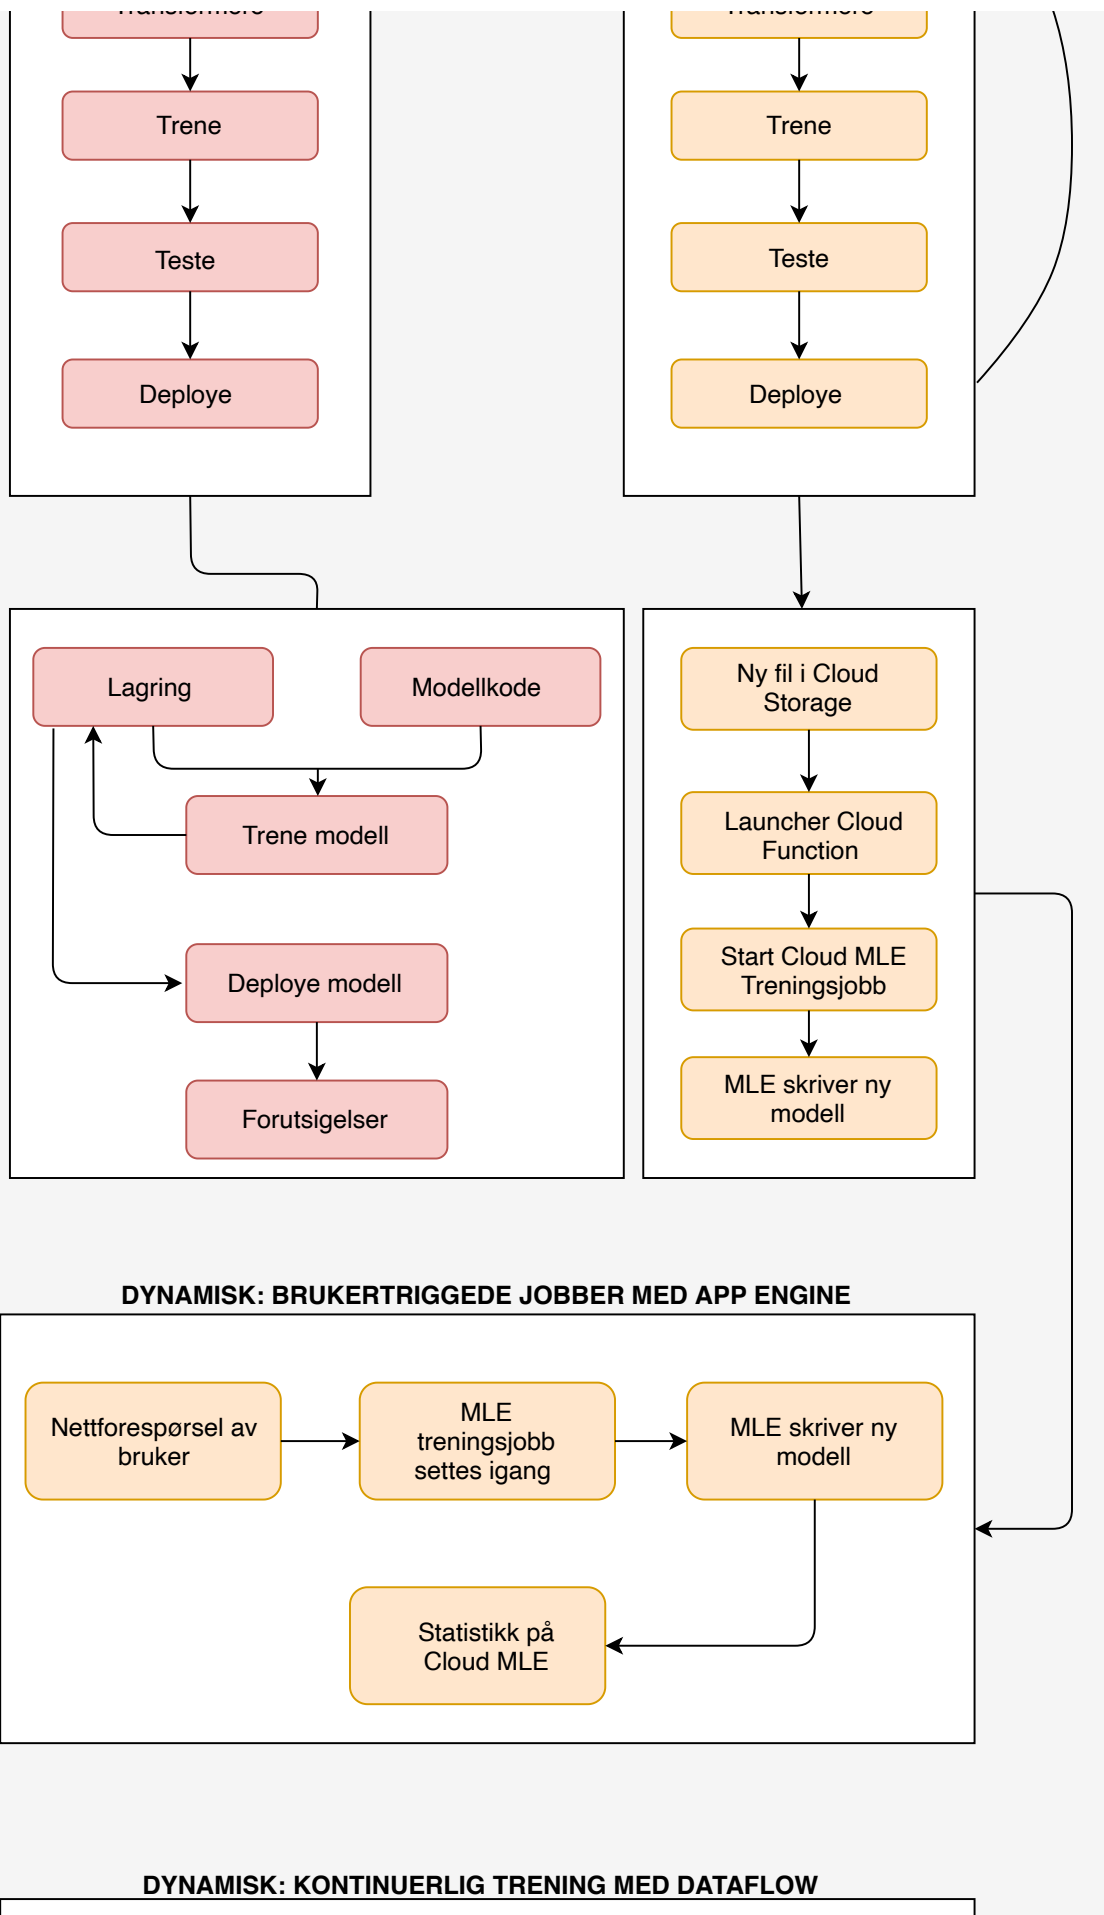 Transformere
Trene
Teste
Deploye
Transformere
Trene
Teste
Deploye
Lagring
Modellkode
Trene modell
Deploye modell
Forutsigelser
Ny fil i Cloud
Storage
Launcher Cloud
Function
Start Cloud MLE
Treningsjobb
MLE skriver ny
modell
DYNAMISK: BRUKERTRIGGEDE JOBBER MED APP ENGINE
Nettforespørsel av
bruker
MLE
treningsjobb
settes igang
MLE skriver ny
modell
Statistikk på
Cloud MLE
DYNAMISK: KONTINUERLIG TRENING MED DATAFLOW